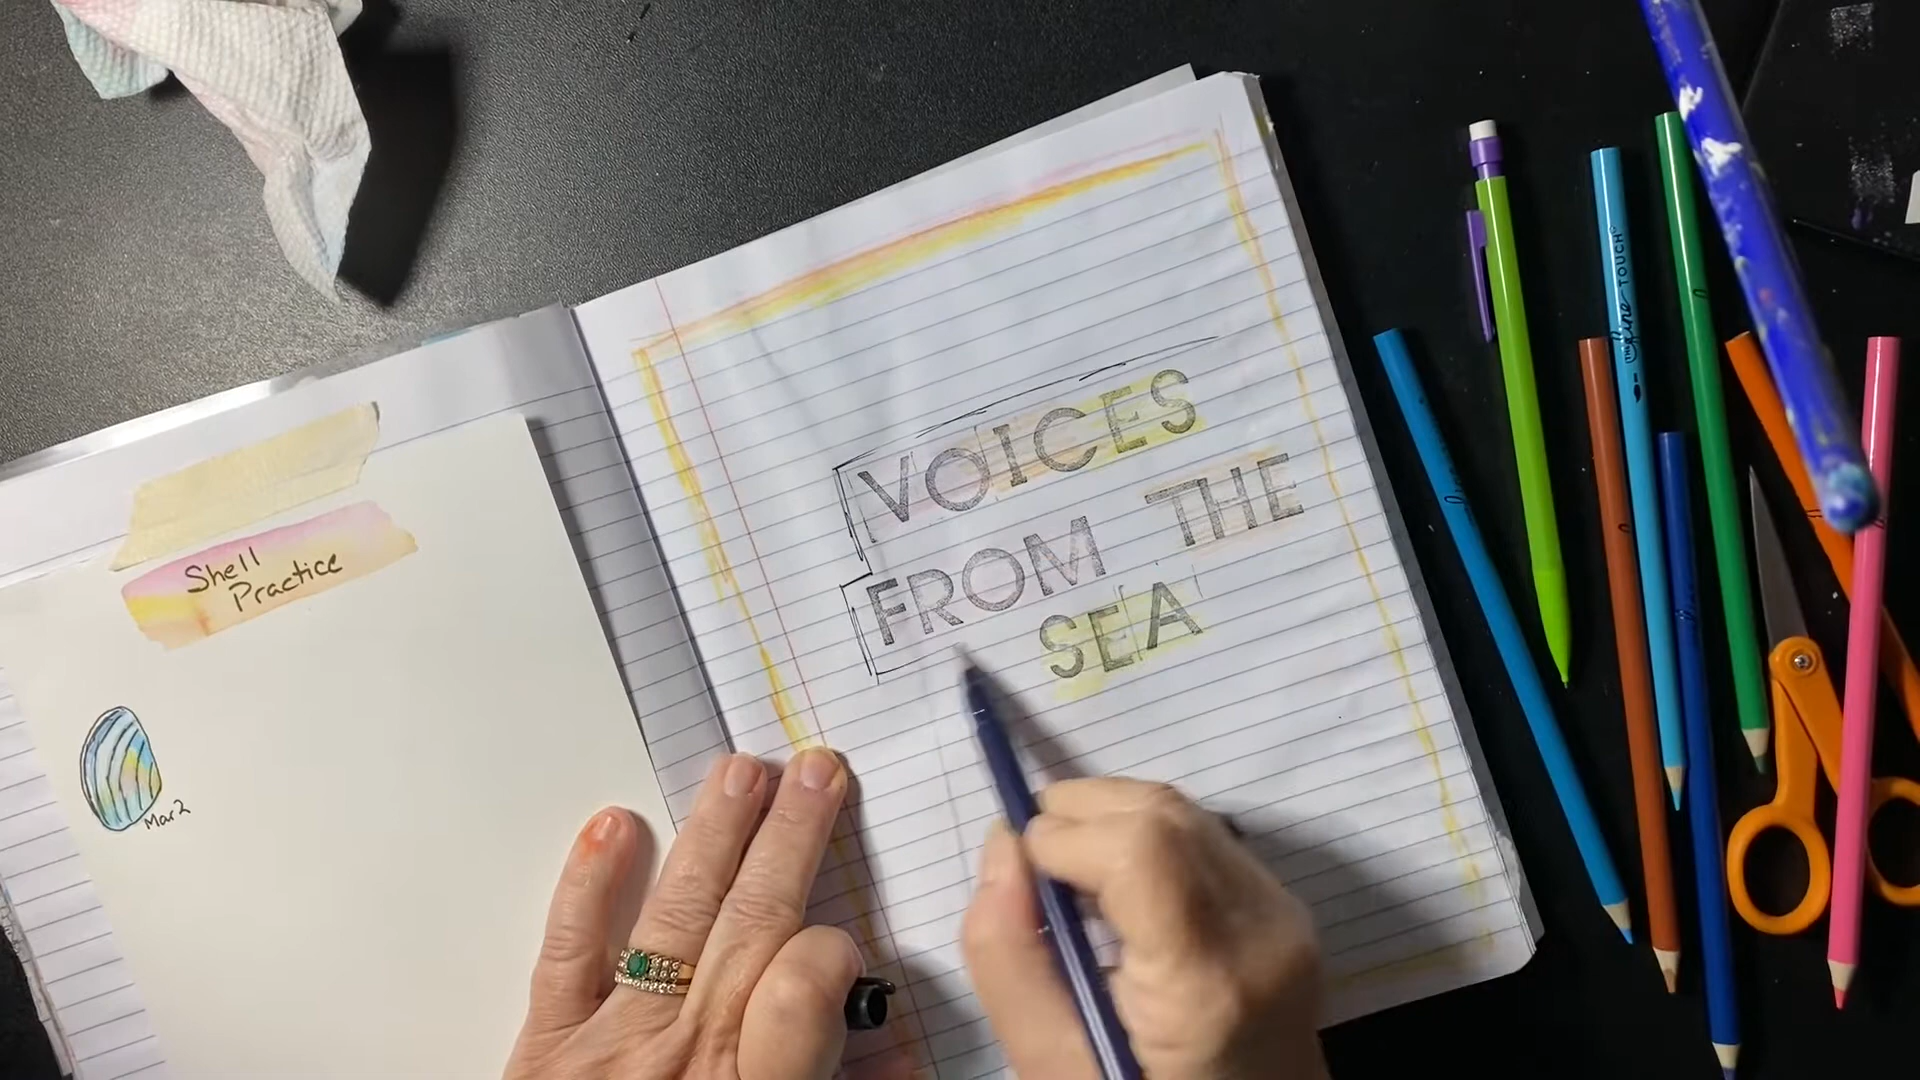 Shell
Practice
Mar 2
VOICES
FROM THE
SEA
THE fine TOUCH